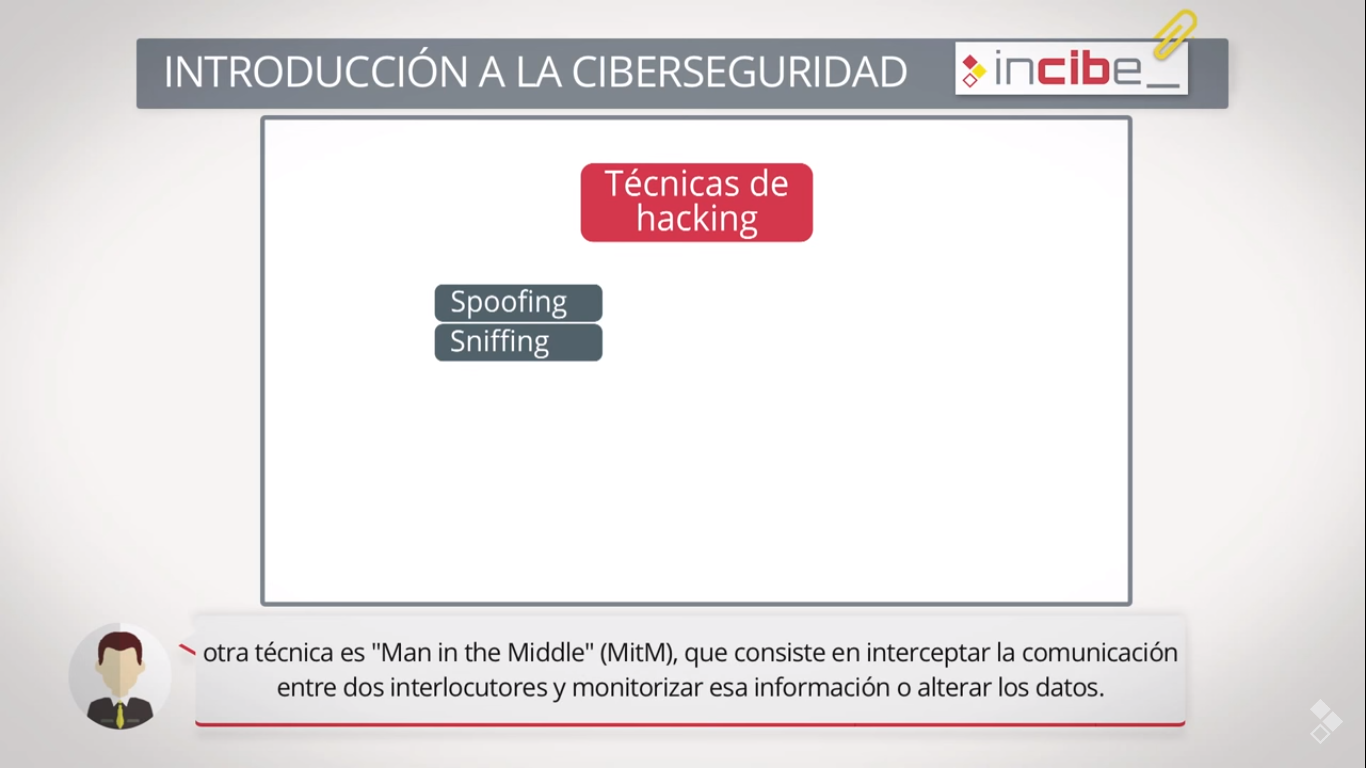 INTRODUCCIÓN A LA CIBERSEGURIDAD
incibe_
Técnicas de
hacking
Spoofing
Sniffing
otra técnica es "Man in the Middle" (MitM), que consiste en interceptar la comunicación
entre dos interlocutores y monitorizar esa información o alterar los datos.